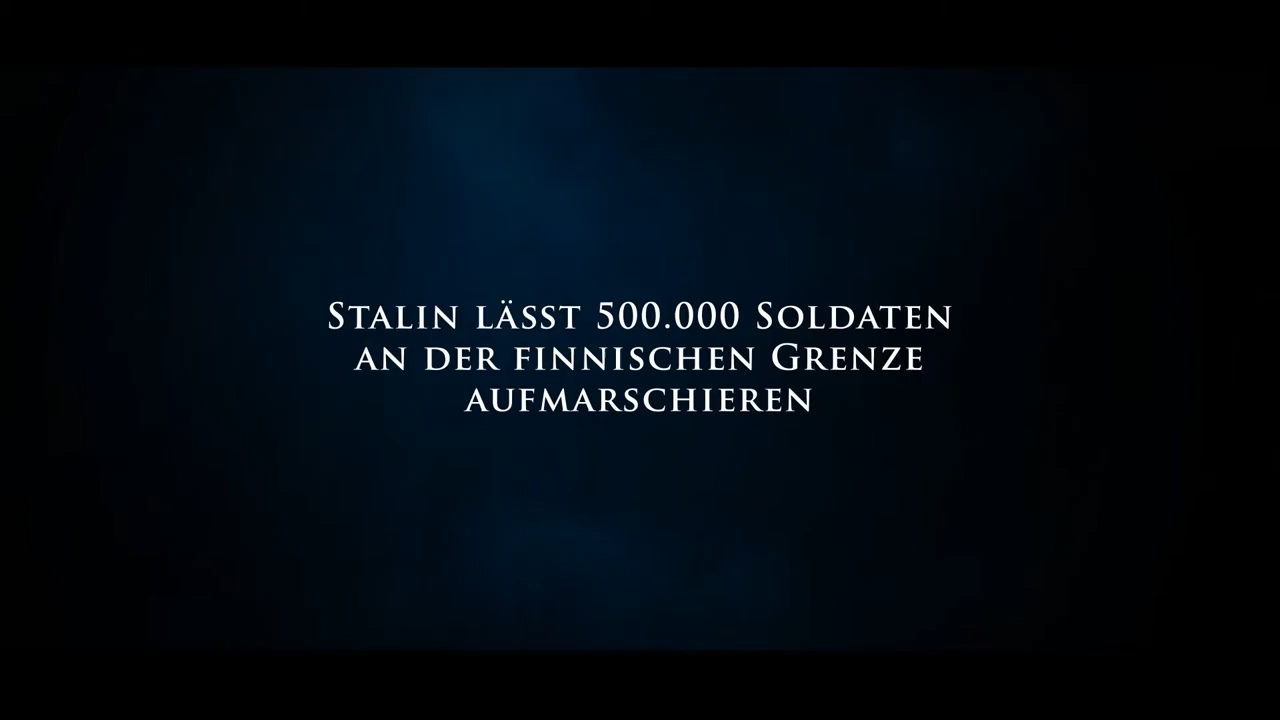 Stalin lässt 500.000 Soldaten
an der finnischen Grenze
aufmarschieren